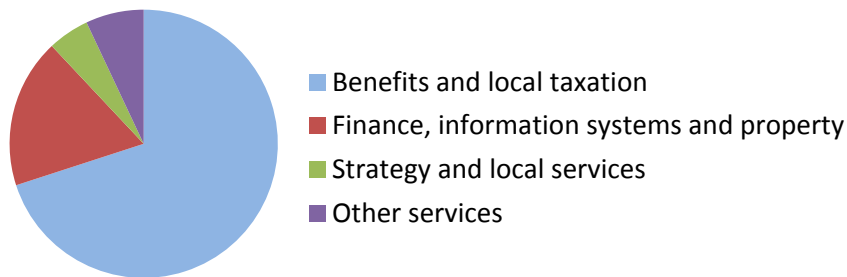 Benefits and local taxation
Finance, information systems and property
Strategy and local services
Other services